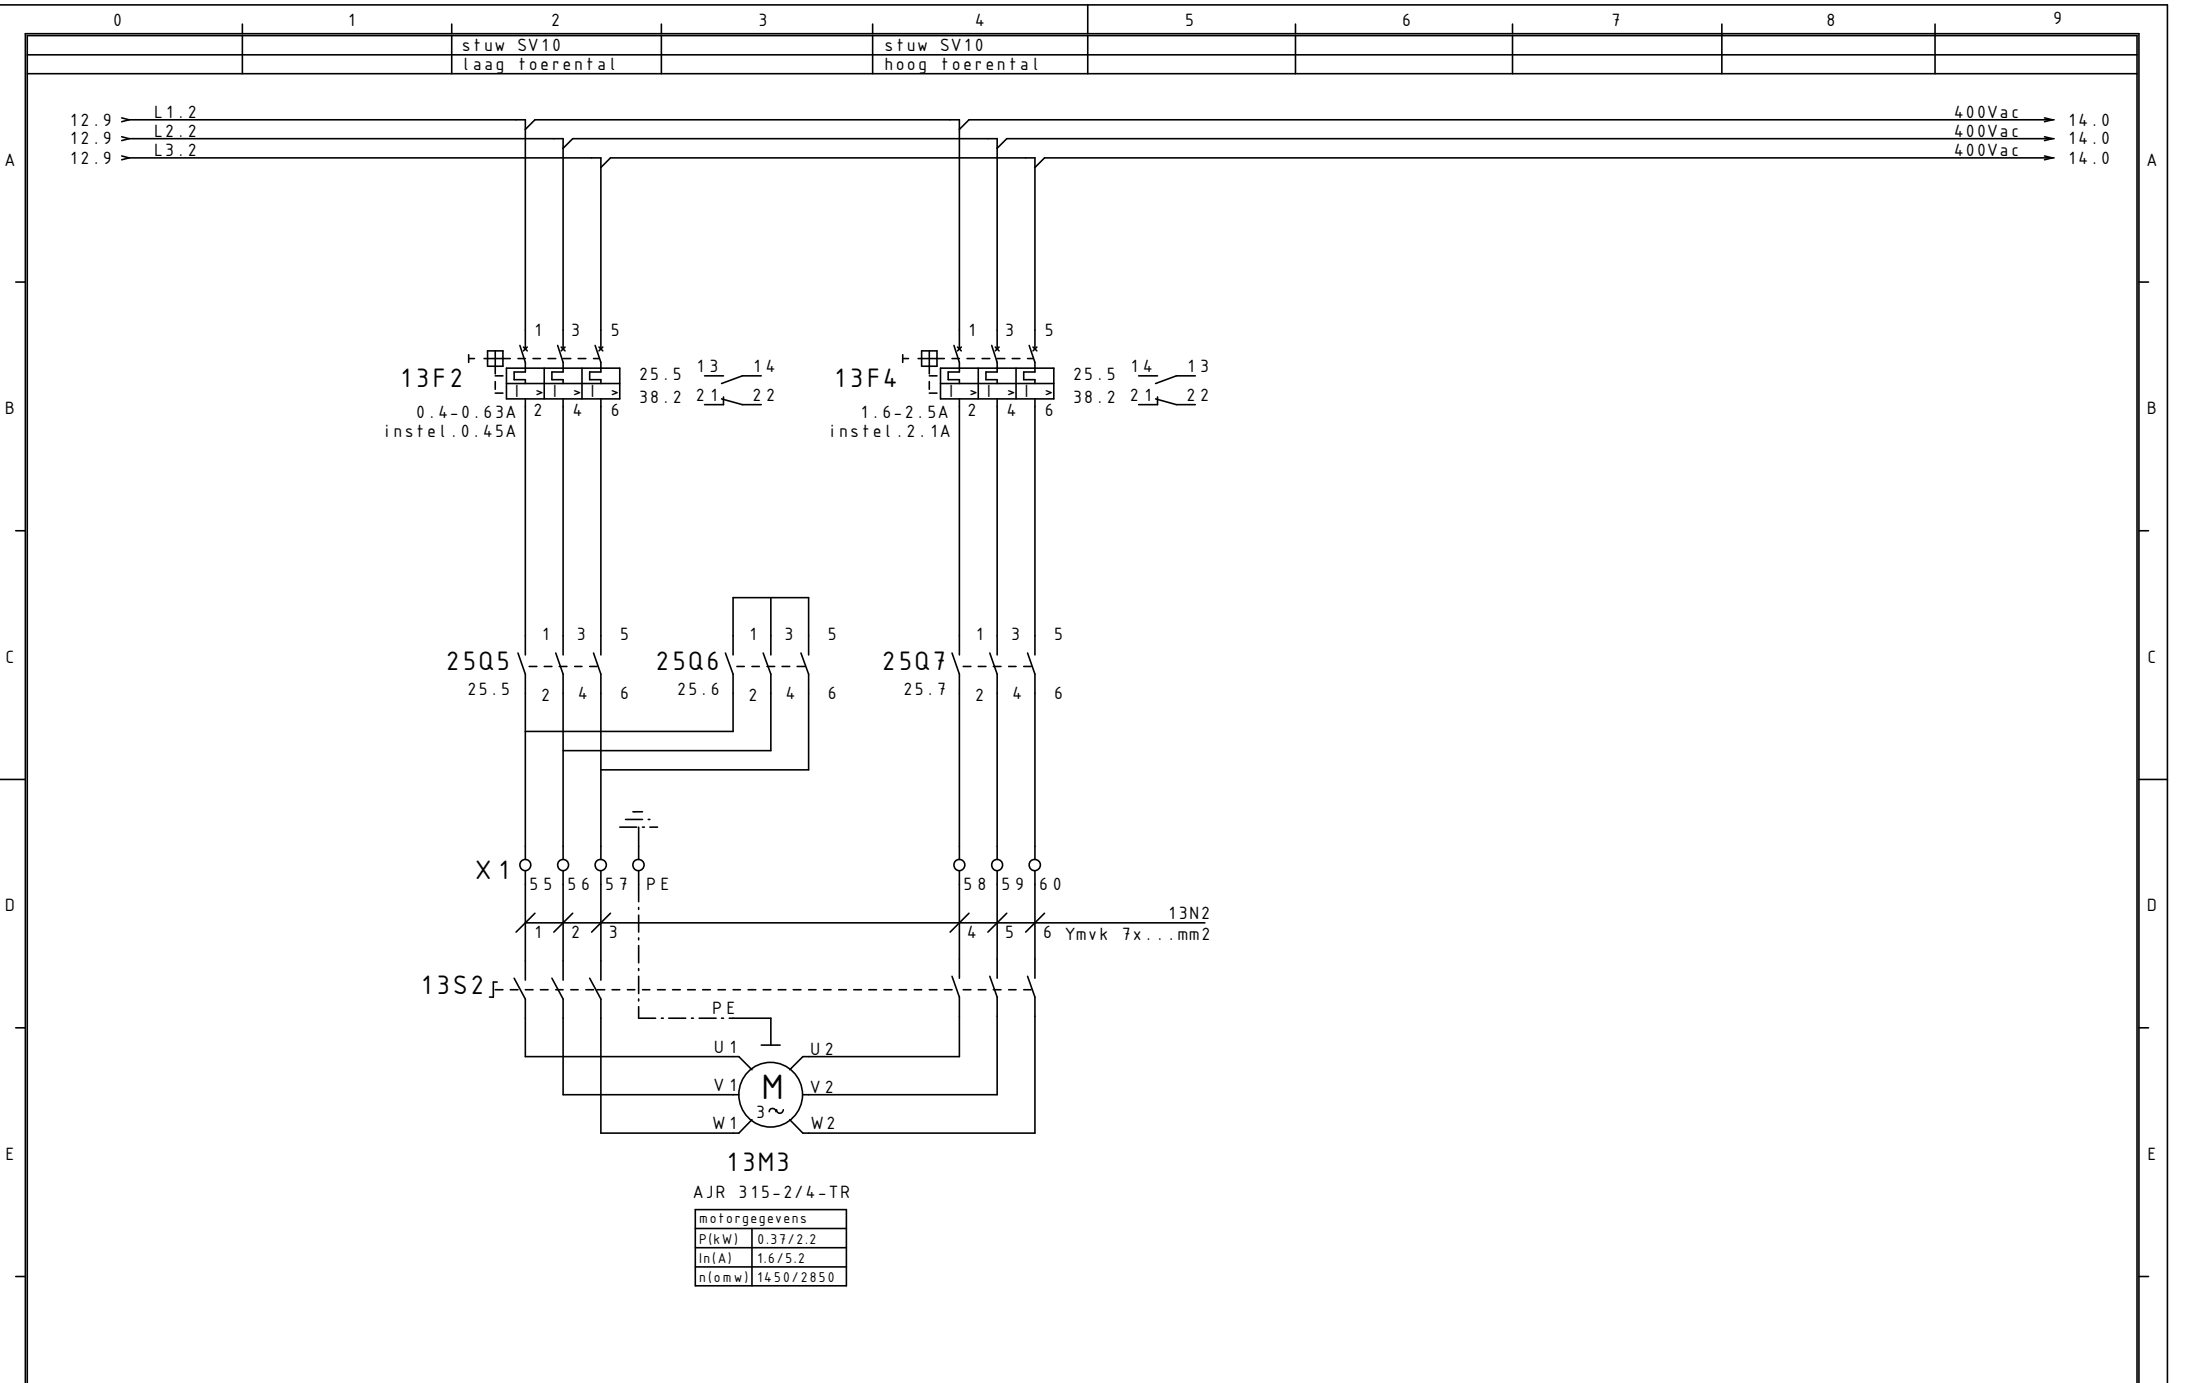 0 1 2 3 4 5 6 7 8 9
stuw SV10 stuw SV10
laag toerental hoog toerental
L1.2 400Vac
12.9 14.0
L2.2 400Vac
12.9 14.0
L3.2 400Vac
12.9 14.0
A A
1 3 5 1 3 5
13F2 25.5 13 14 13F4 25.5 14 13
38.2 21 22 38.2 21 22
B B
0.4-0.63A 2 4 6 1.6-2.5A 2 4 6
instel.0.45A instel.2.1A
1 3 5 1 3 5 1 3 5
C 25Q5 25Q6 25Q7 C
25.5 2 4 6 25.6 2 4 6 25.7 2 4 6
X1 55 56 57 PE 58 59 60
D D
13N2
1 2 3 4 5 6 Ymvk 7x...mm2
13S2
PE
U1 U2
V1 M V2
3~
W1 W2
E E
13M3
AJR 315-2/4-TR
motorgegevens
P(kW) 0.37/2.2
In(A) 1.6/5.2
n(omw) 1450/2850